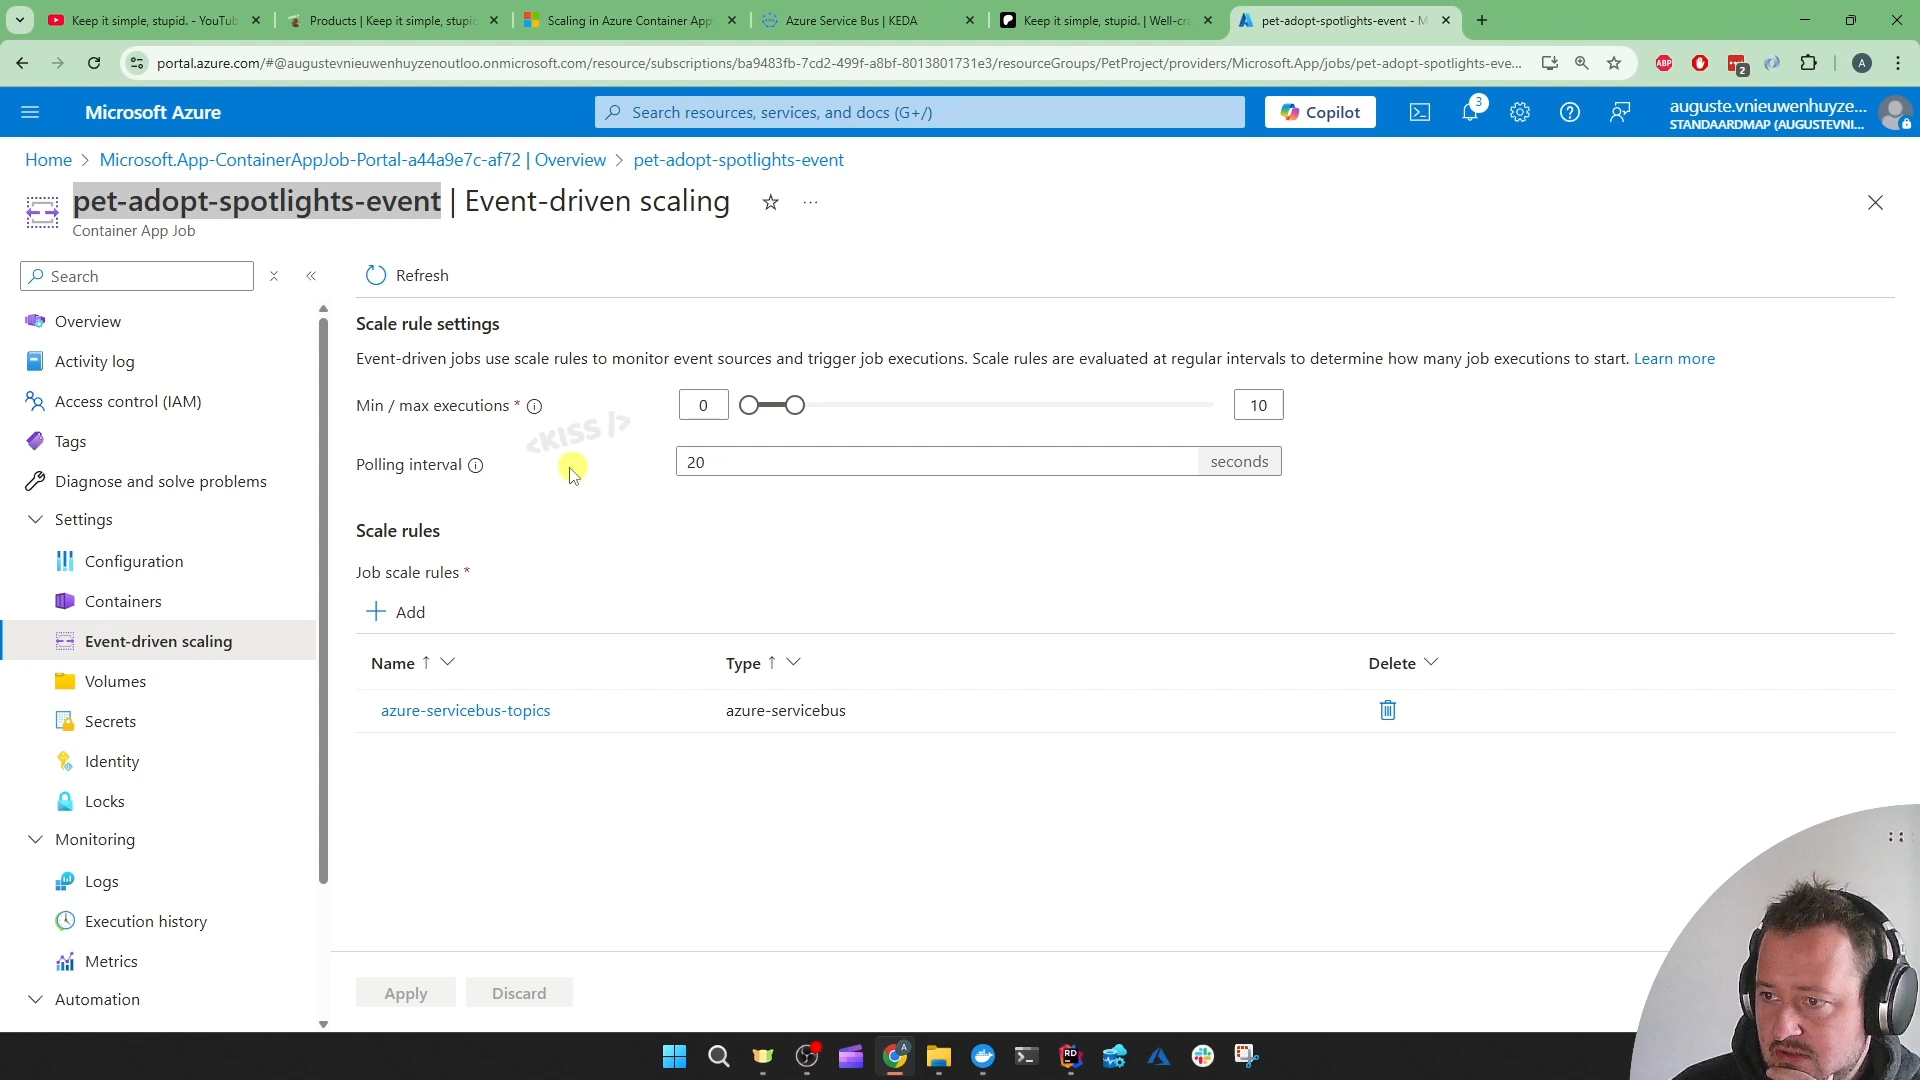 Keep it simple, stupid. - YouTub
Products | Keep it simple, stupid
Scaling in Azure Container App
Azure Service Bus | KEDA
Keep it simple, stupid. | Well-cra
pet-adopt-spotlights-event - M
portal.azure.com/#@augustevnieuwenhuyzenoutloo.onmicrosoft.com/resource/subscriptions/ba9483fb-7cd2-499f-a8bf-8013801731e3/resourceGroups/PetProject/providers/Microsoft.App/jobs/pet-adopt-spotlights-eve...
ABP
2
A
Microsoft Azure
Search resources, services, and docs (G+/)
Copilot
3
auguste.vnieuwenhuyze...
STANDAARDMAP (AUGUSTEVNI...
Home > Microsoft.App-ContainerAppJob-Portal-a44a9e7c-af72 | Overview > pet-adopt-spotlights-event
pet-adopt-spotlights-event | Event-driven scaling
Container App Job
Search
Refresh
Overview
Activity log
Access control (IAM)
Tags
Diagnose and solve problems
Settings
Configuration
Containers
Event-driven scaling
Volumes
Secrets
Identity
Locks
Monitoring
Logs
Execution history
Metrics
Automation
Scale rule settings
Event-driven jobs use scale rules to monitor event sources and trigger job executions. Scale rules are evaluated at regular intervals to determine how many job executions to start. Learn more
Min / max executions *
0
10
<KISS />
Polling interval
20
seconds
Scale rules
Job scale rules *
Add
Name
Type
Delete
azure-servicebus-topics
azure-servicebus
Apply
Discard
A
RD